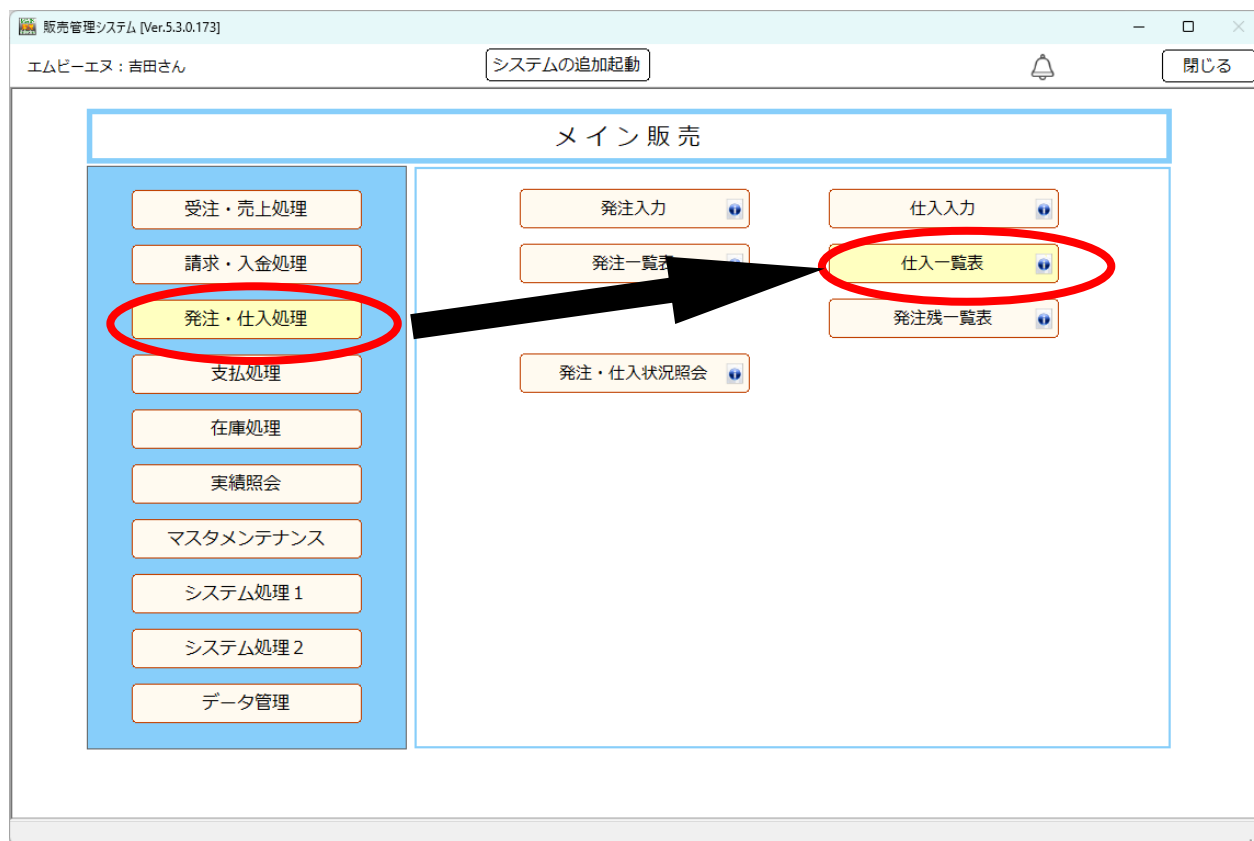 販売管理システム [Ver.5.3.0.173]
エムビーエヌ：吉田さん
システムの追加起動
閉じる
メイン販売
受注・売上処理
請求・入金処理
発注・仕入処理
支払処理
在庫処理
実績照会
マスタメンテナンス
システム処理１
システム処理２
データ管理
発注入力
仕入入力
発注一覧表
仕入一覧表
発注残一覧表
発注・仕入状況照会